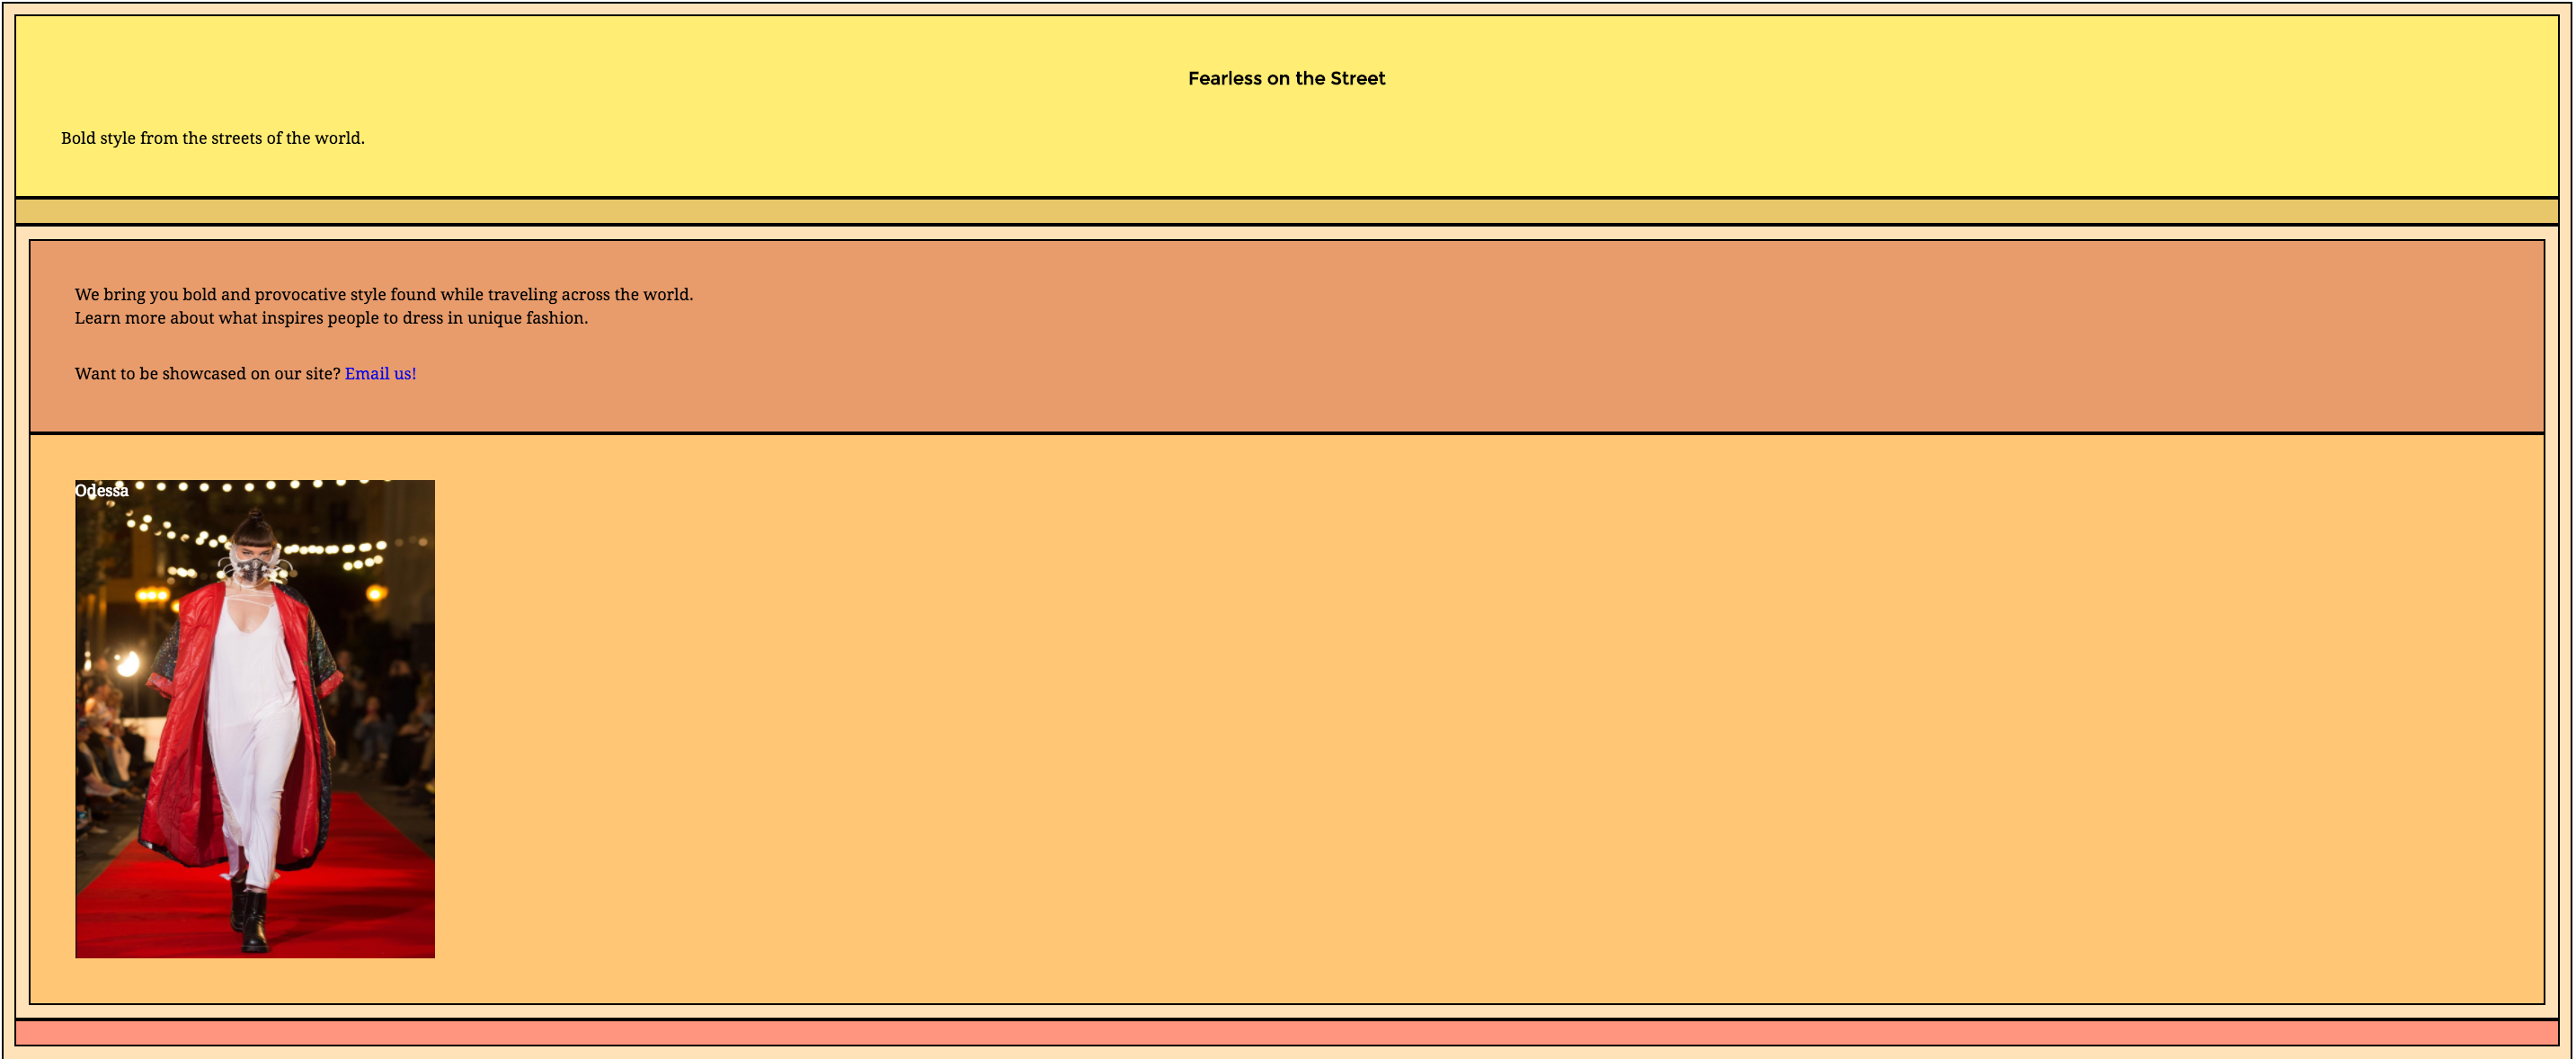 Fearless on the Street
Bold style from the streets of the world.
We bring you bold and provocative style found while traveling across the world.
Learn more about what inspires people to dress in unique fashion.
Want to be showcased on our site? Email us!
Odessa